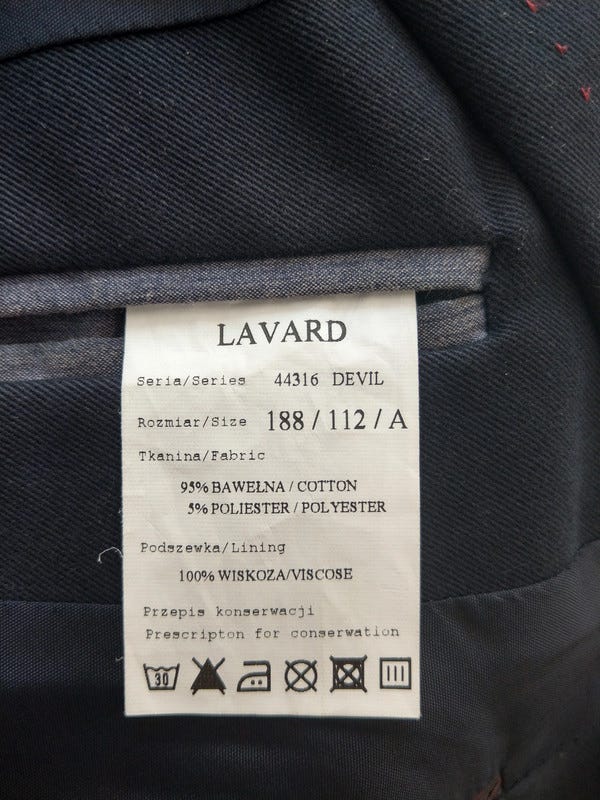 LAVARD
Seria/Series 44316 DEVIL
Rozmiar/Size 188 / 112 / A
Tkanina/Fabric
95% BAWEŁNA / COTTON
5% POLIESTER / POLYESTER
Podszewka/Lining
100% WISKOZA/VISCOSE
Przepis konserwacji
Prescripton for conserwation
30